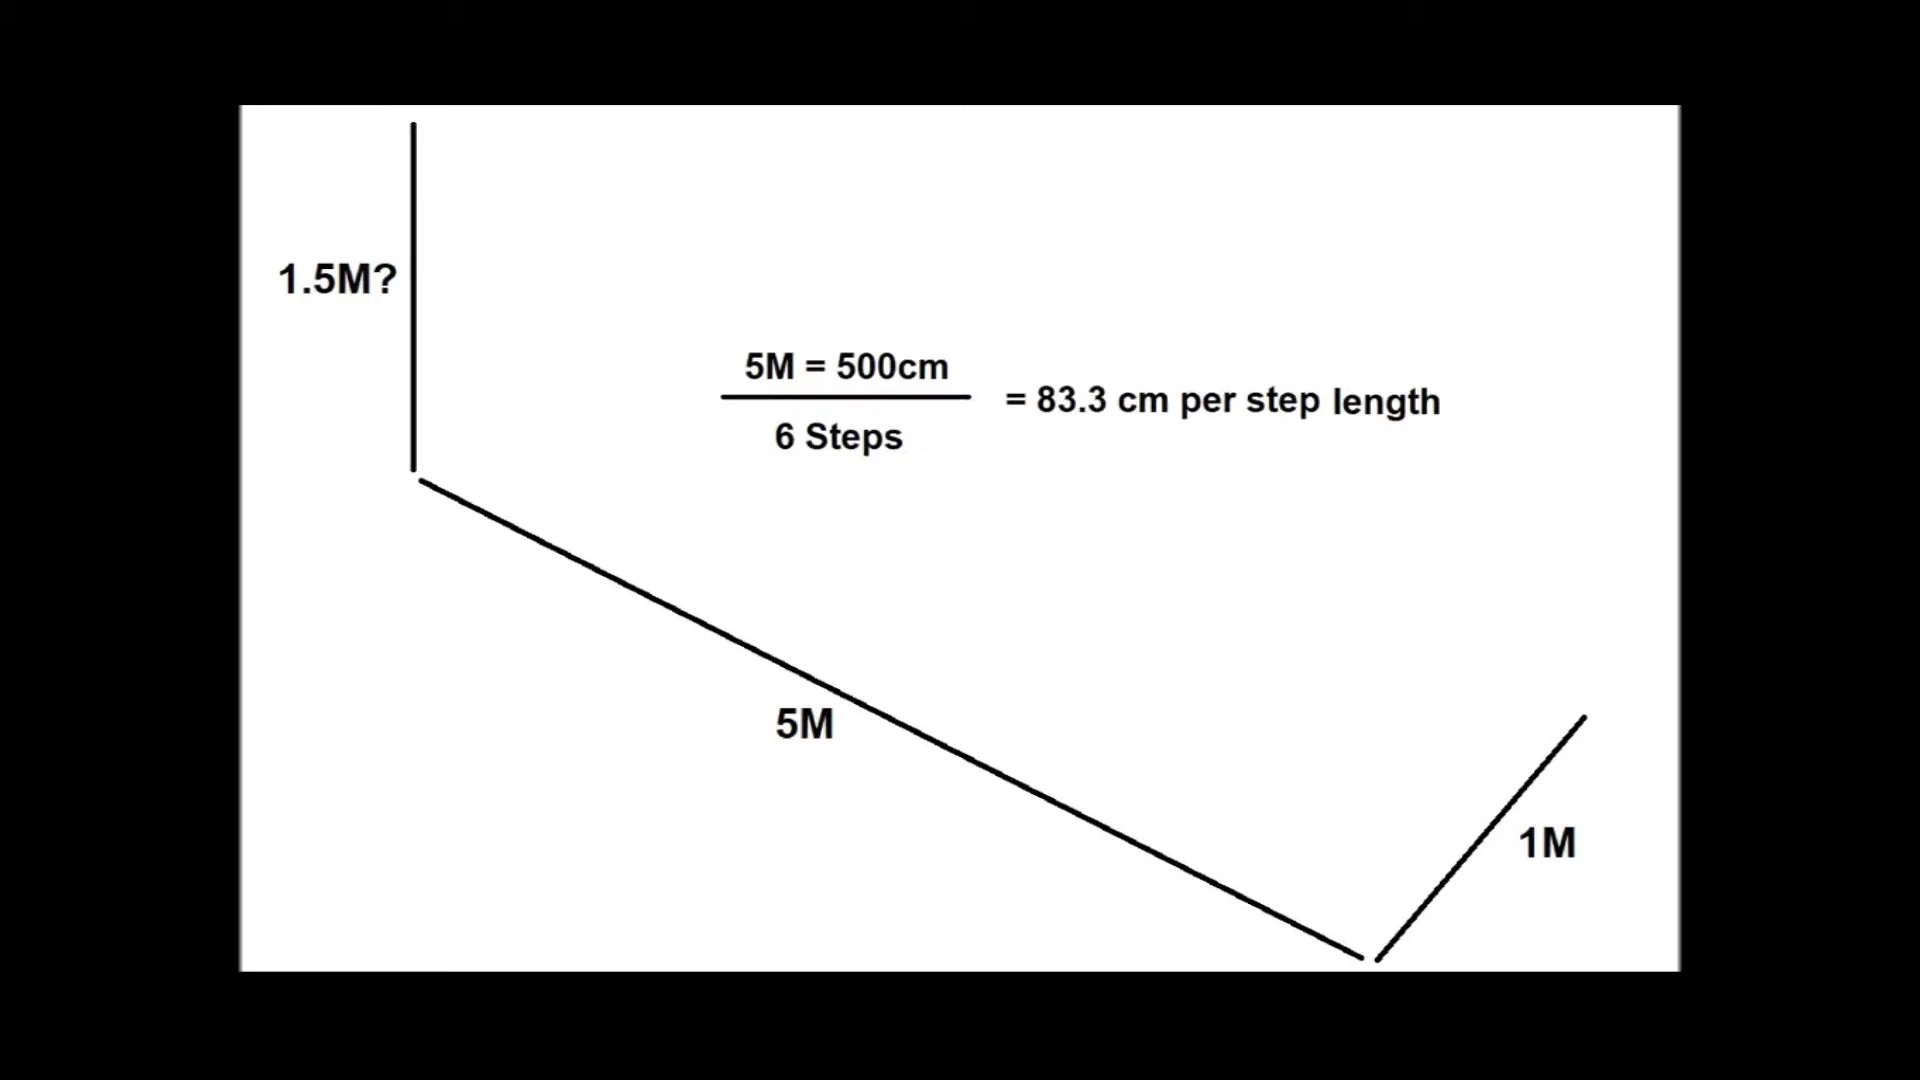 1.5M?
5M = 500cm
6 Steps
= 83.3 cm per step length
5M
1M